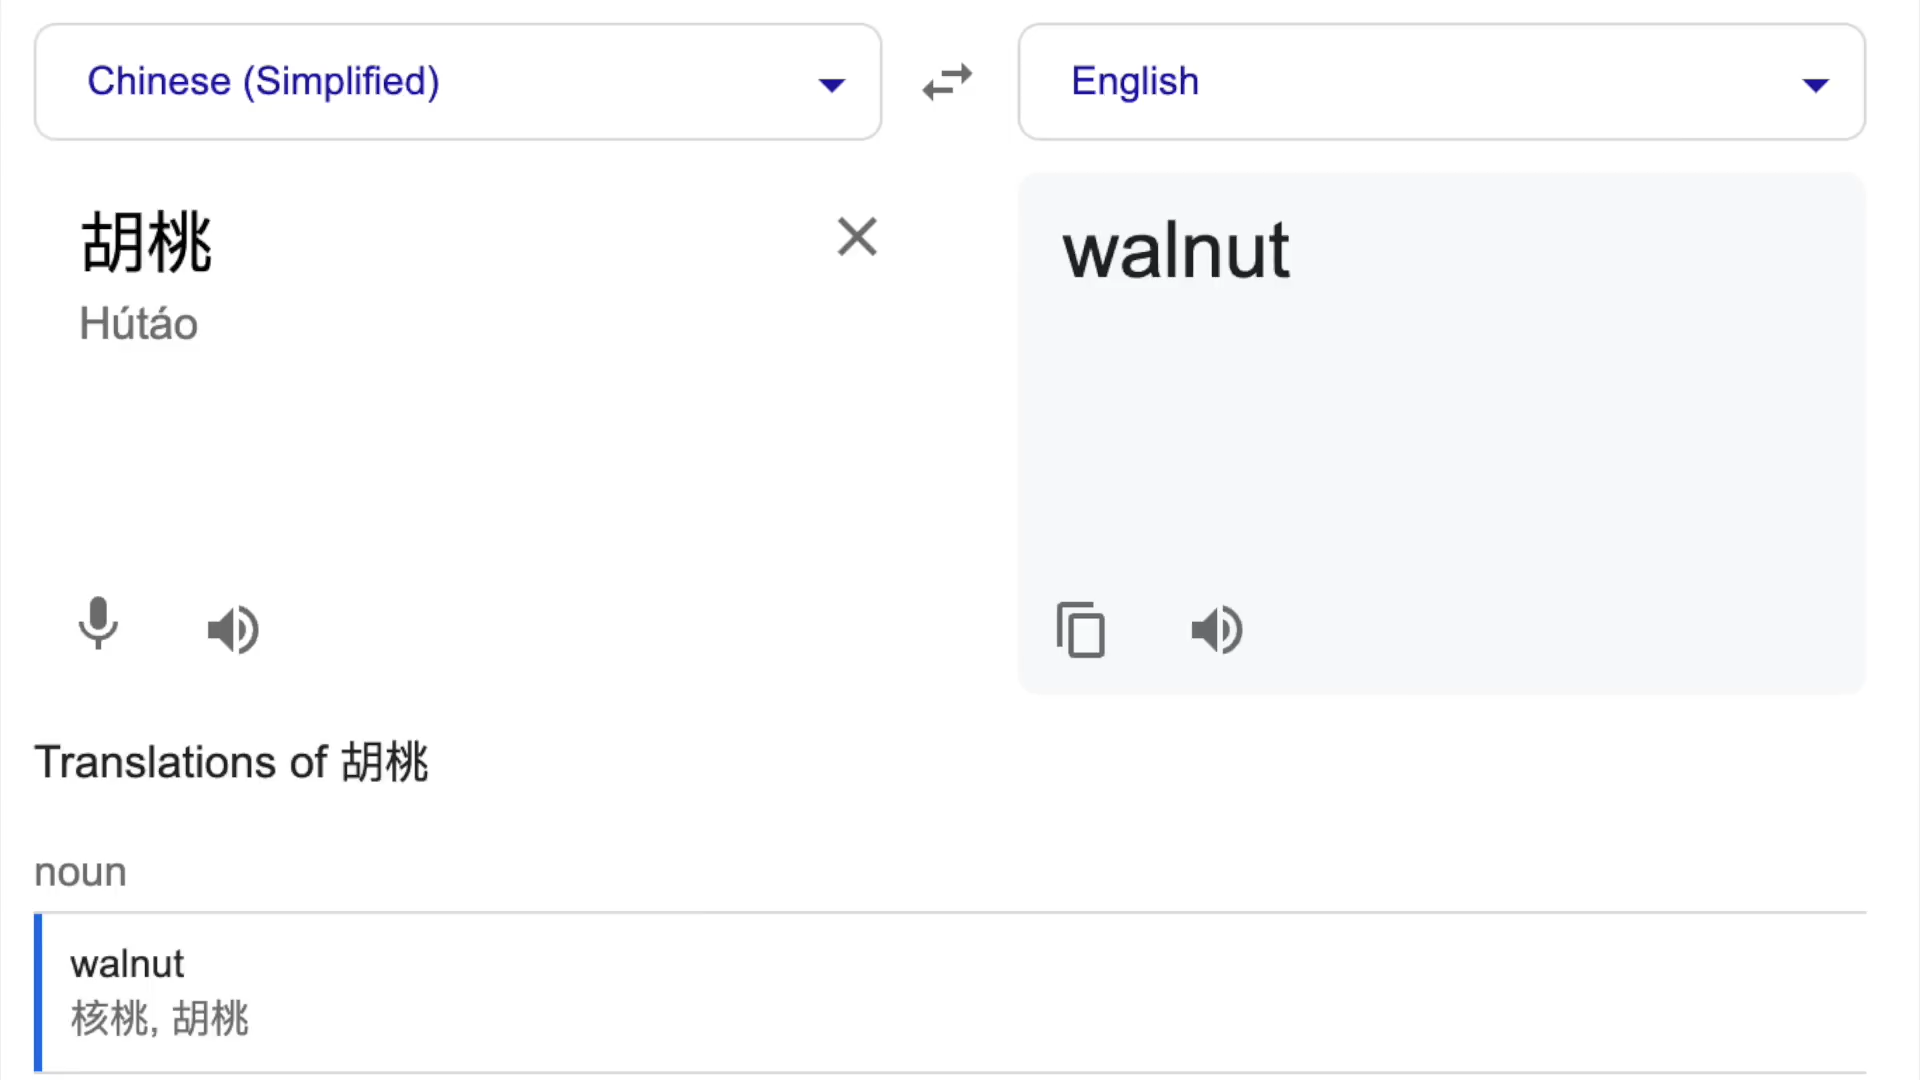 Chinese (Simplified)
English
胡桃
Hútáo
walnut
Translations of 胡桃
noun
walnut
核桃, 胡桃